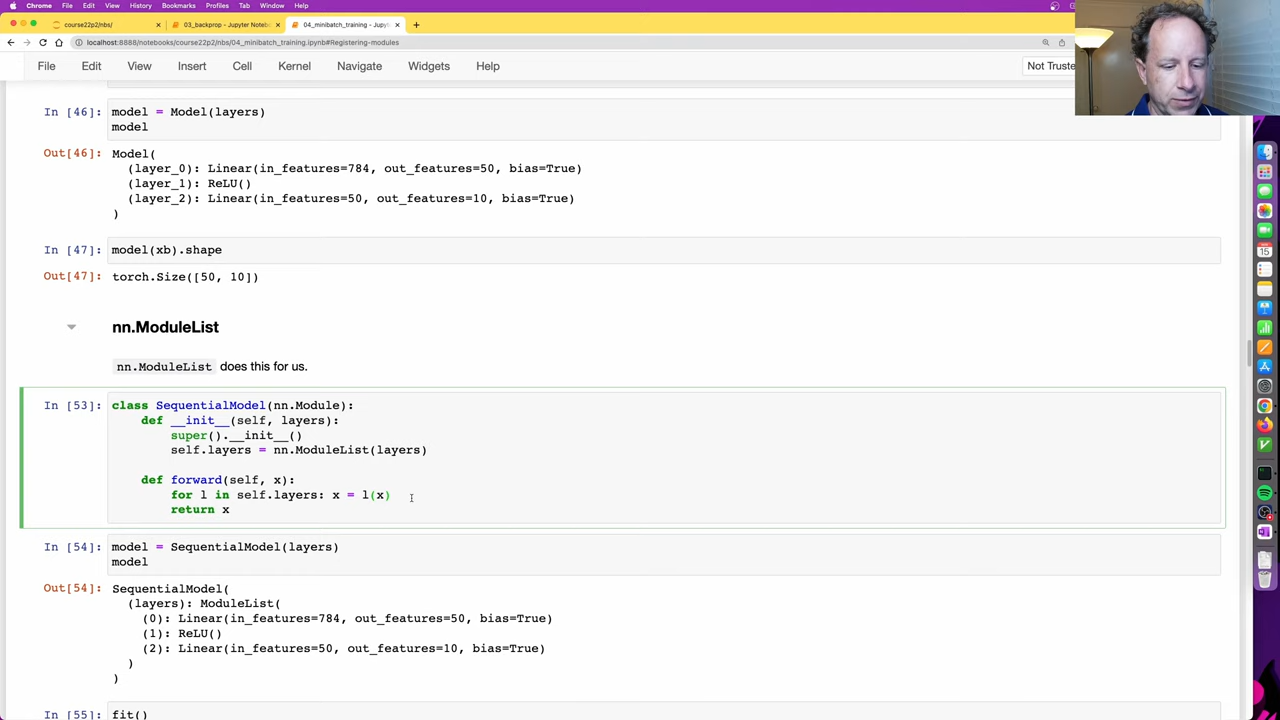 Chrome File Edit View History Bookmarks Profiles Tab Window Help
course22p2/nbs/ × 03_backprop - Jupyter Noteb × 04_minibatch_training - Jupyt × +
localhost:8888/notebooks/course22p2/nbs/04_minibatch_training.ipynb#Registering-modules
File Edit View Insert Cell Kernel Navigate Widgets Help Not Truste
In [46]: model = Model(layers)
model
Out[46]: Model(
(layer_0): Linear(in_features=784, out_features=50, bias=True)
(layer_1): ReLU()
(layer_2): Linear(in_features=50, out_features=10, bias=True)
)
In [47]: model(xb).shape
Out[47]: torch.Size([50, 10])
nn.ModuleList
nn.ModuleList does this for us.
In [53]: class SequentialModel(nn.Module):
def __init__(self, layers):
super().__init__()
self.layers = nn.ModuleList(layers)
def forward(self, x):
for l in self.layers: x = l(x)
return x
In [54]: model = SequentialModel(layers)
model
Out[54]: SequentialModel(
(layers): ModuleList(
(0): Linear(in_features=784, out_features=50, bias=True)
(1): ReLU()
(2): Linear(in_features=50, out_features=10, bias=True)
)
)
In [55]: fit()
15